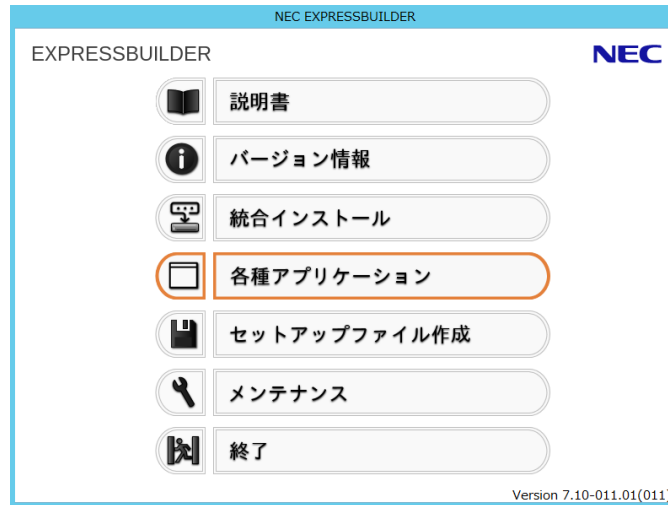 NEC EXPRESSBUILDER
EXPRESSBUILDER
NEC
説明書
バージョン情報
統合インストール
各種アプリケーション
セットアップファイル作成
メンテナンス
終了
Version 7.10-011.01(011)